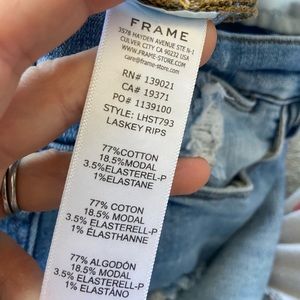 FRAME
3578 HAYDEN AVENUE STE N-1
CULVER CITY CA 90232 USA
WWW.FRAME-STORE.COM
care@frame-store.com
RN# 139021
CA# 19371
PO# 1139100
STYLE: LHST793
LASKEY RIPS
77%COTTON
18.5%MODAL
3.5%ELASTERELL-P
1%ELASTANE
77% COTON
18.5% MODAL
3.5% ELASTERELL-P
1% ELASTHANNE
77% ALGODÓN
18.5% MODAL
3.5% ELASTERELL-P
1% ELASTANO